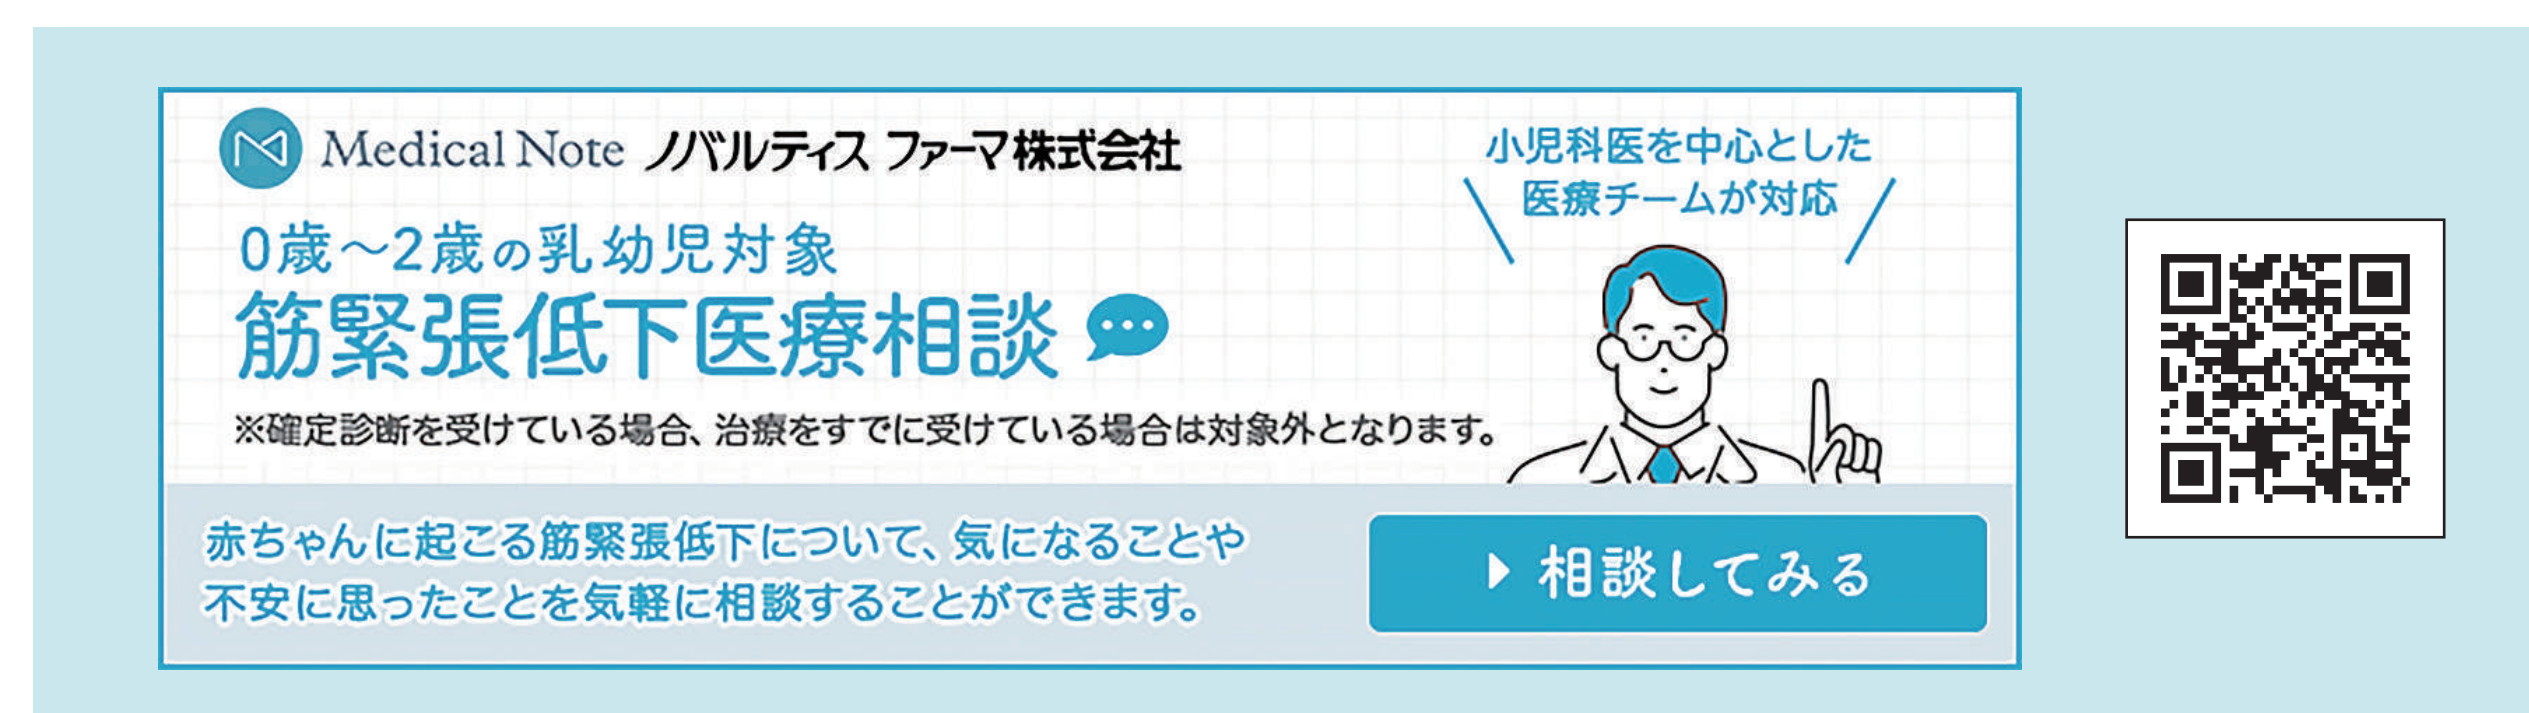 Medical Note ノバルティス ファーマ株式会社
0歳～2歳の乳幼児対象
筋緊張低下医療相談
※確定診断を受けている場合、治療をすでに受けている場合は対象外となります。
小児科医を中心とした
医療チームが対応
赤ちゃんに起こる筋緊張低下について、気になることや
不安に思ったことを気軽に相談することができます。
相談してみる